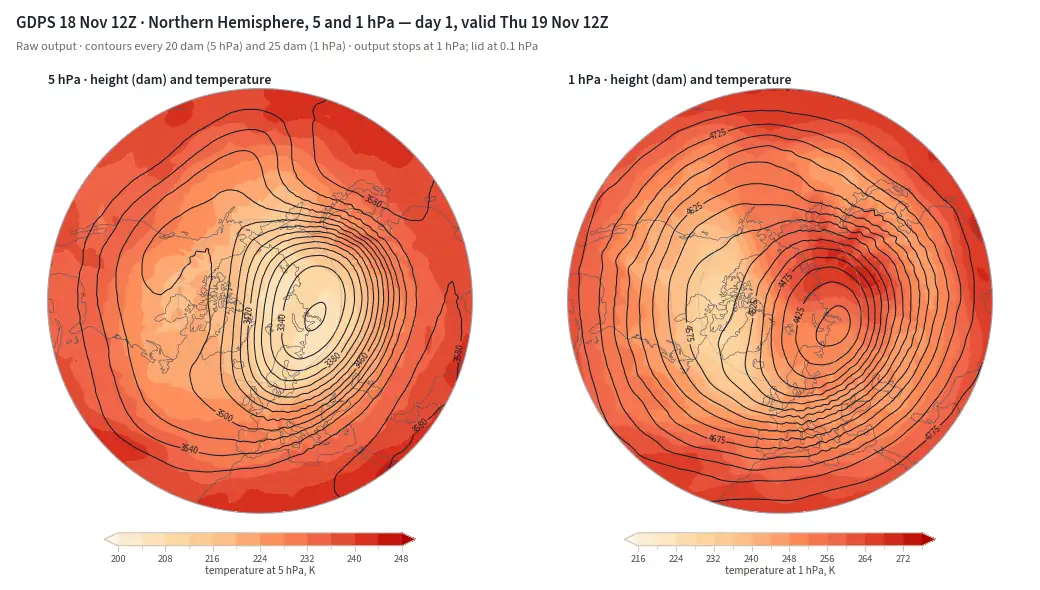 GDPS 18 Nov 12Z · Northern Hemisphere, 5 and 1 hPa — day 1, valid Thu 19 Nov 12Z
Raw output · contours every 20 dam (5 hPa) and 25 dam (1 hPa) · output stops at 1 hPa; lid at 0.1 hPa
5 hPa · height (dam) and temperature
3580
3420
3340
3380
3500
3540
3580
3580
200 208 216 224 232 240 248
temperature at 5 hPa, K
1 hPa · height (dam) and temperature
4725
4625
4475
4425
4575
4675
4775
216 224 232 240 248 256 264 272
temperature at 1 hPa, K